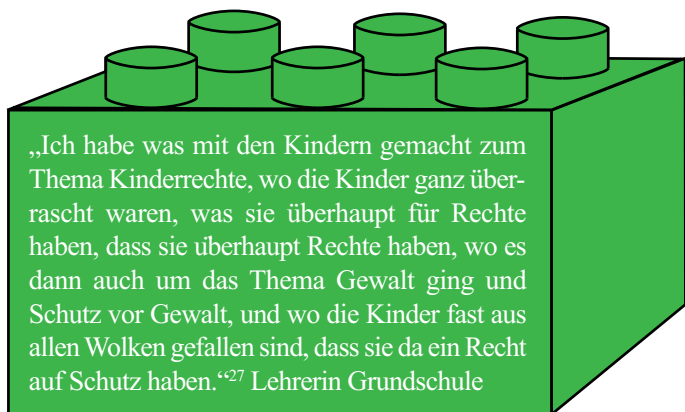 „Ich habe was mit den Kindern gemacht zum
Thema Kinderrechte, wo die Kinder ganz über-
rascht waren, was sie überhaupt für Rechte
haben, dass sie überhaupt Rechte haben, wo es
dann auch um das Thema Gewalt ging und
Schutz vor Gewalt, und wo die Kinder fast aus
allen Wolken gefallen sind, dass sie da ein Recht
auf Schutz haben.“²⁷ Lehrerin Grundschule